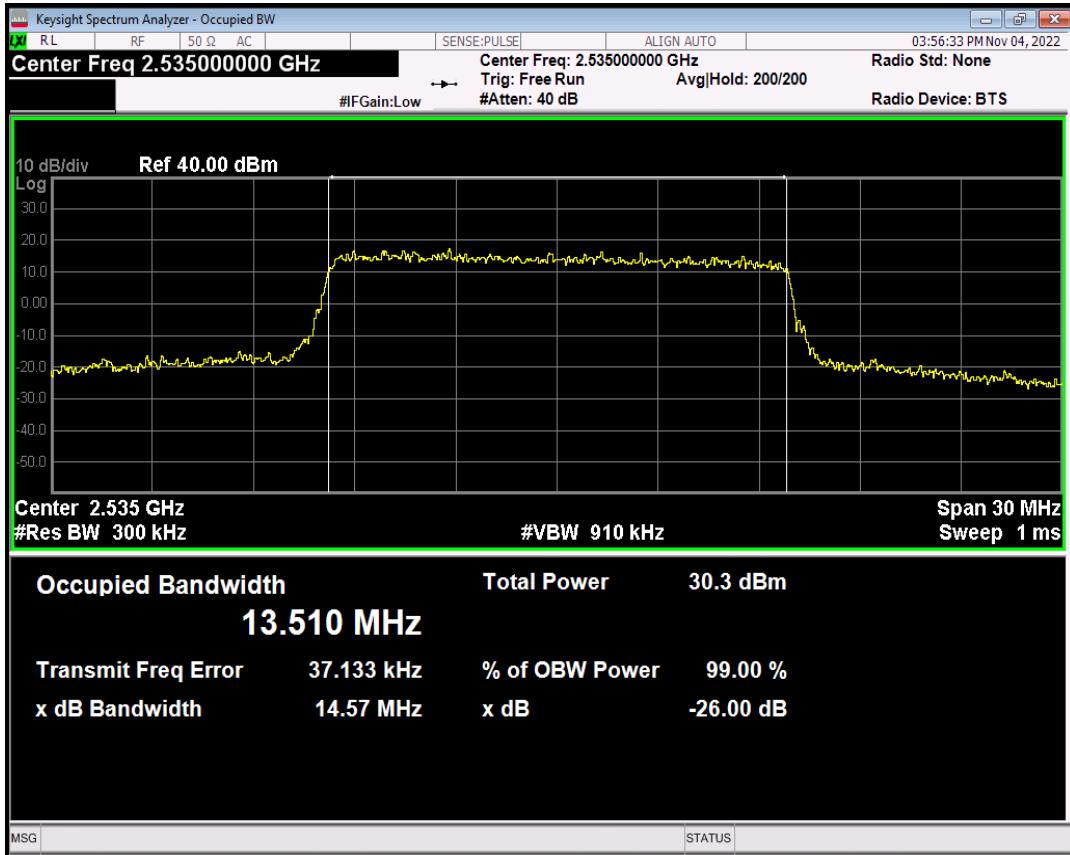 Keysight Spectrum Analyzer - Occupied BW
LXI RL RF 50 Ω AC SENSE:PULSE ALIGN AUTO 03:56:33 PM Nov 04, 2022
Center Freq 2.535000000 GHz Center Freq: 2.535000000 GHz Radio Std: None
Trig: Free Run Avg|Hold: 200/200
#IFGain:Low #Atten: 40 dB Radio Device: BTS
10 dB/div Ref 40.00 dBm
Log
30.0
20.0
10.0
0.00
-10.0
-20.0
-30.0
-40.0
-50.0
Center 2.535 GHz Span 30 MHz
#Res BW 300 kHz #VBW 910 kHz Sweep 1 ms
Occupied Bandwidth Total Power 30.3 dBm
13.510 MHz
Transmit Freq Error 37.133 kHz % of OBW Power 99.00 %
x dB Bandwidth 14.57 MHz x dB -26.00 dB
MSG STATUS